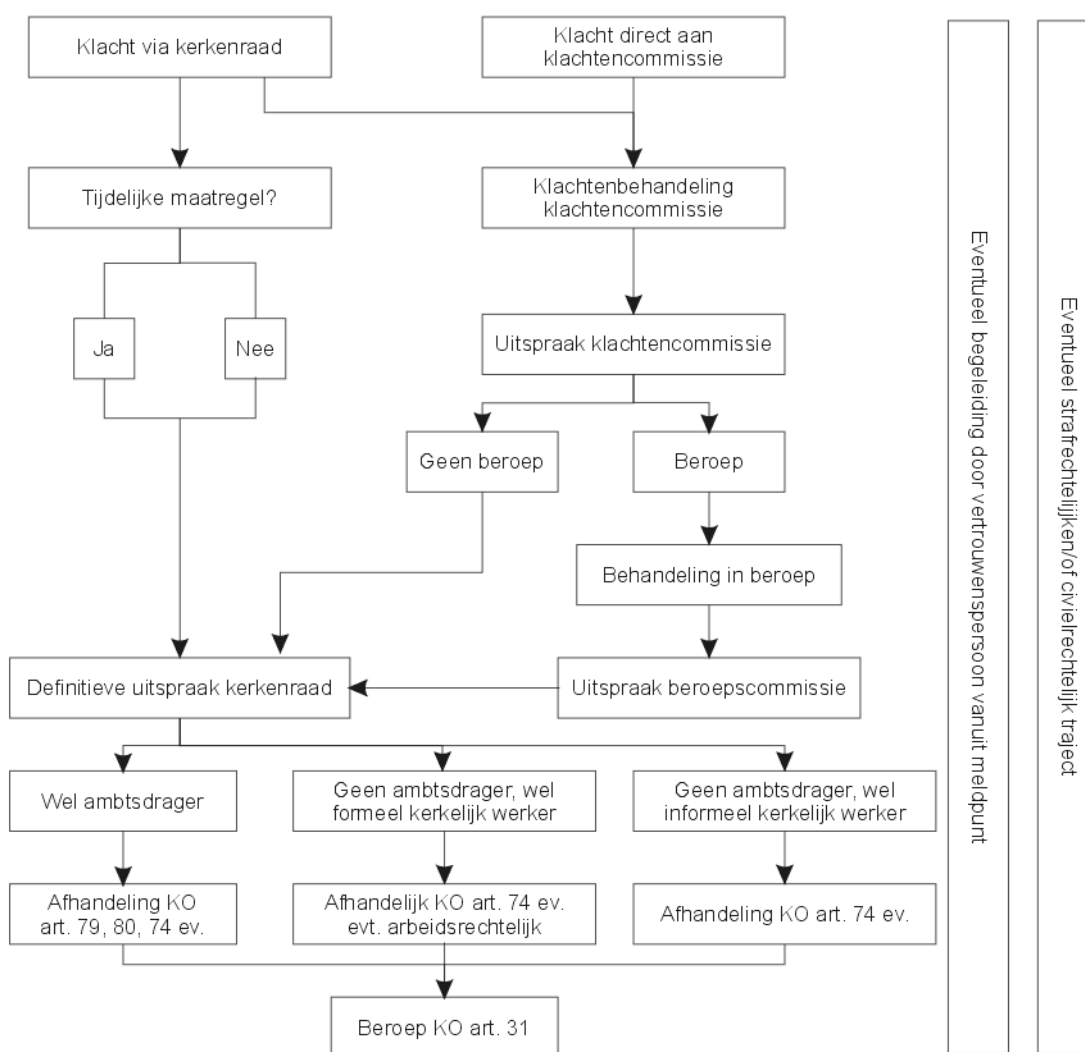 Klacht via kerkenraad
Klacht direct aan
klachtencommissie
Tijdelijke maatregel?
Klachtenbehandeling
klachtencommissie
Ja
Nee
Uitspraak klachtencommissie
Geen beroep
Beroep
Behandeling in beroep
Definitieve uitspraak kerkenraad
Uitspraak beroepscommissie
Wel ambtsdrager
Geen ambtsdrager, wel
formeel kerkelijk werker
Geen ambtsdrager, wel
informeel kerkelijk werker
Afhandeling KO
art. 79, 80, 74 ev.
Afhandelijk KO art. 74 ev.
evt. arbeidsrechtelijk
Afhandeling KO art. 74 ev.
Beroep KO art. 31
Eventueel begeleiding door vertrouwenspersoon vanuit meldpunt
Eventueel strafrechtelijken/of civielrechtelijk traject